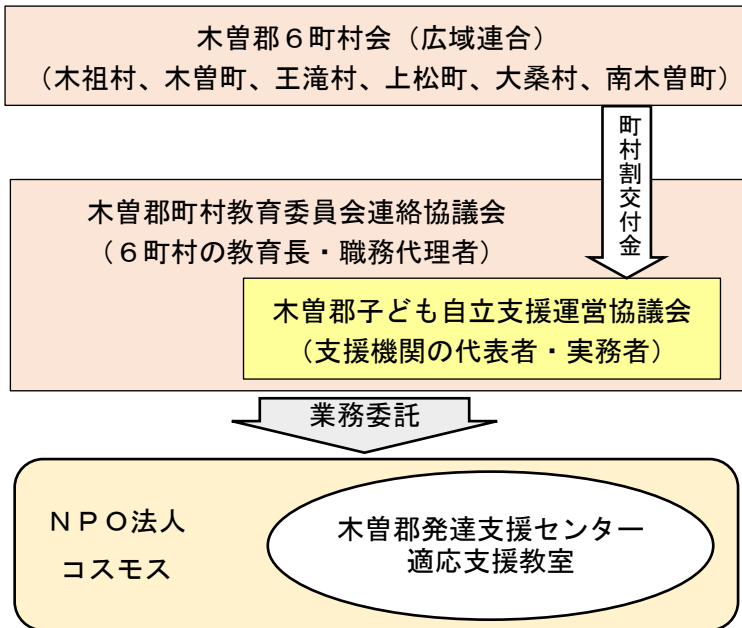 木曽郡６町村会（広域連合）
（木祖村、木曽町、王滝村、上松町、大桑村、南木曽町）
町村割交付金
木曽郡町村教育委員会連絡協議会
（６町村の教育長・職務代理者）
木曽郡子ども自立支援運営協議会
（支援機関の代表者・実務者）
業務委託
ＮＰＯ法人
コスモス
木曽郡発達支援センター
適応支援教室